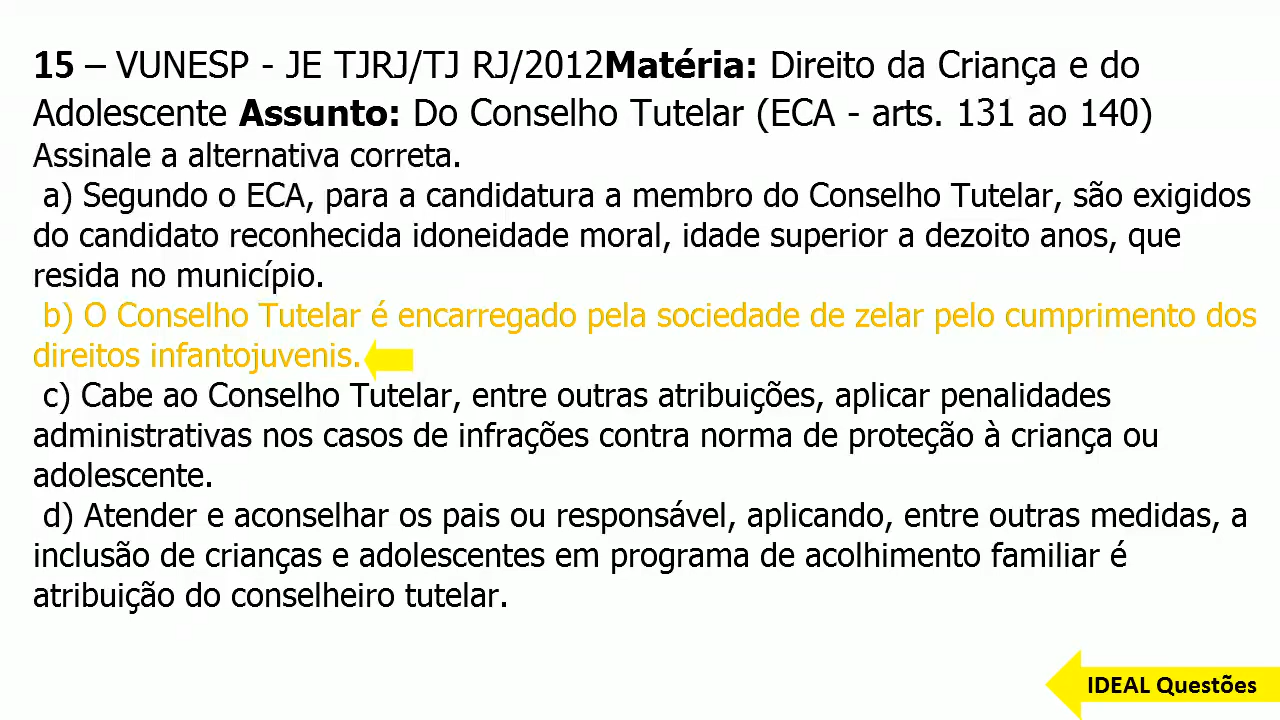 15 – VUNESP - JE TJRJ/TJ RJ/2012Matéria: Direito da Criança e do
Adolescente Assunto: Do Conselho Tutelar (ECA - arts. 131 ao 140)
Assinale a alternativa correta.
a) Segundo o ECA, para a candidatura a membro do Conselho Tutelar, são exigidos
do candidato reconhecida idoneidade moral, idade superior a dezoito anos, que
resida no município.
b) O Conselho Tutelar é encarregado pela sociedade de zelar pelo cumprimento dos
direitos infantojuvenis.
c) Cabe ao Conselho Tutelar, entre outras atribuições, aplicar penalidades
administrativas nos casos de infrações contra norma de proteção à criança ou
adolescente.
d) Atender e aconselhar os pais ou responsável, aplicando, entre outras medidas, a
inclusão de crianças e adolescentes em programa de acolhimento familiar é
atribuição do conselheiro tutelar.
IDEAL Questões